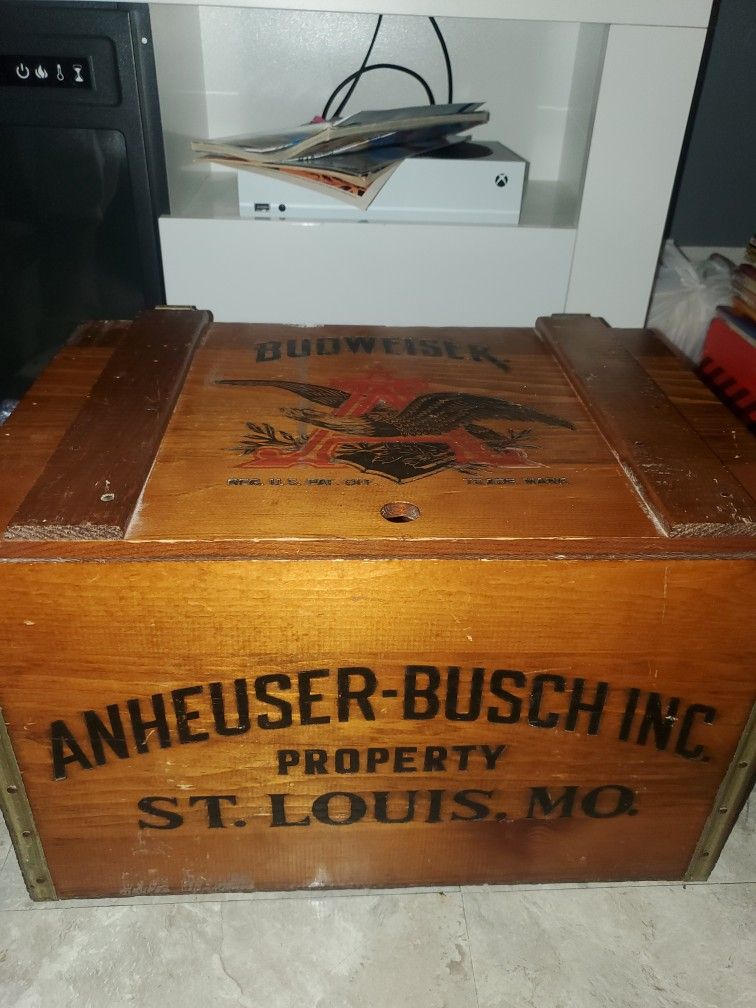 BUDWEISER
REG. U.S. PAT. OFF. TRADE MARK
ANHEUSER-BUSCH INC.
PROPERTY
ST. LOUIS, MO.